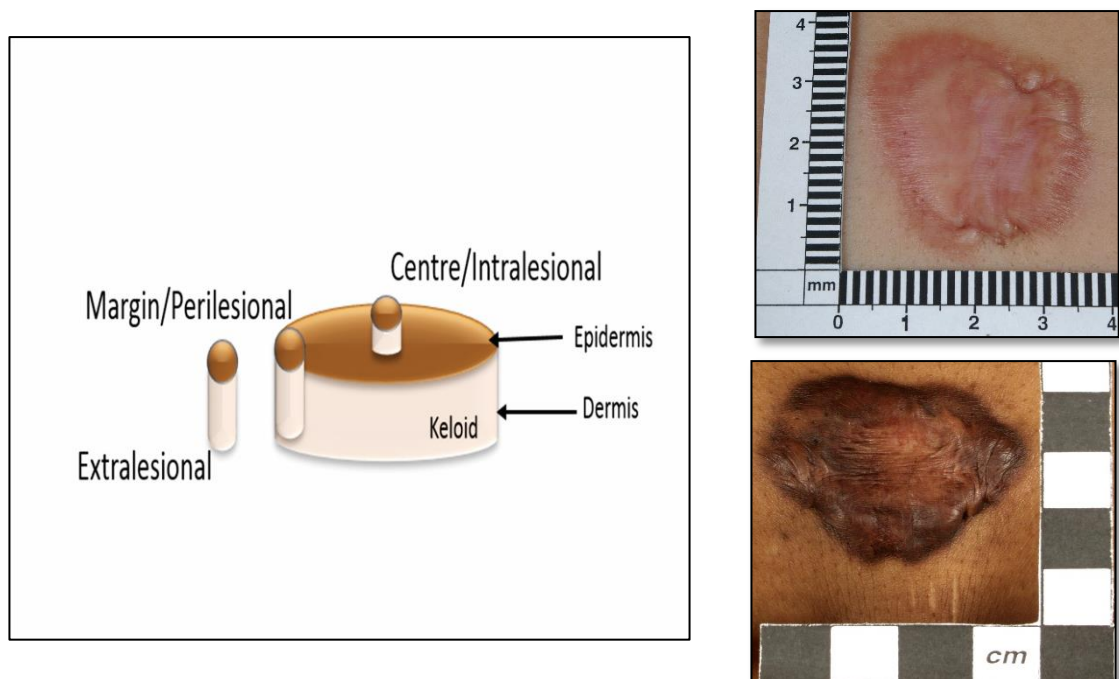 Centre/Intralesional
Margin/Perilesional
Epidermis
Dermis
Keloid
Extralesional
4
3
2
1
mm
0
1
2
3
4
cm